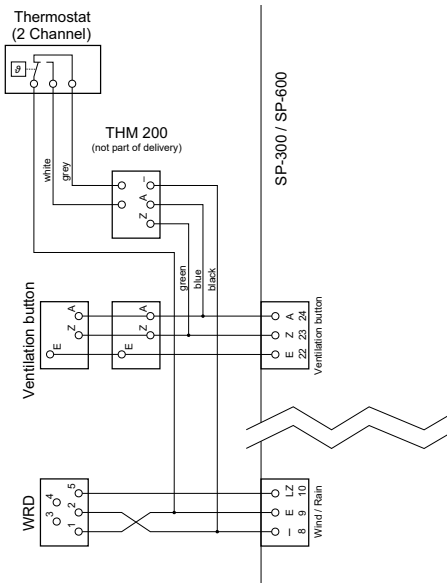 Thermostat
(2 Channel)
ϑ
THM 200
(not part of delivery)
SP-300 / SP-600
white
grey
–
A
Z
green
blue
black
Ventilation button
A
Z
E
A
Z
E
A 24
Z 23
E 22
Ventilation button
WRD
5
4
3
2
1
LZ 10
E 9
– 8
Wind / Rain